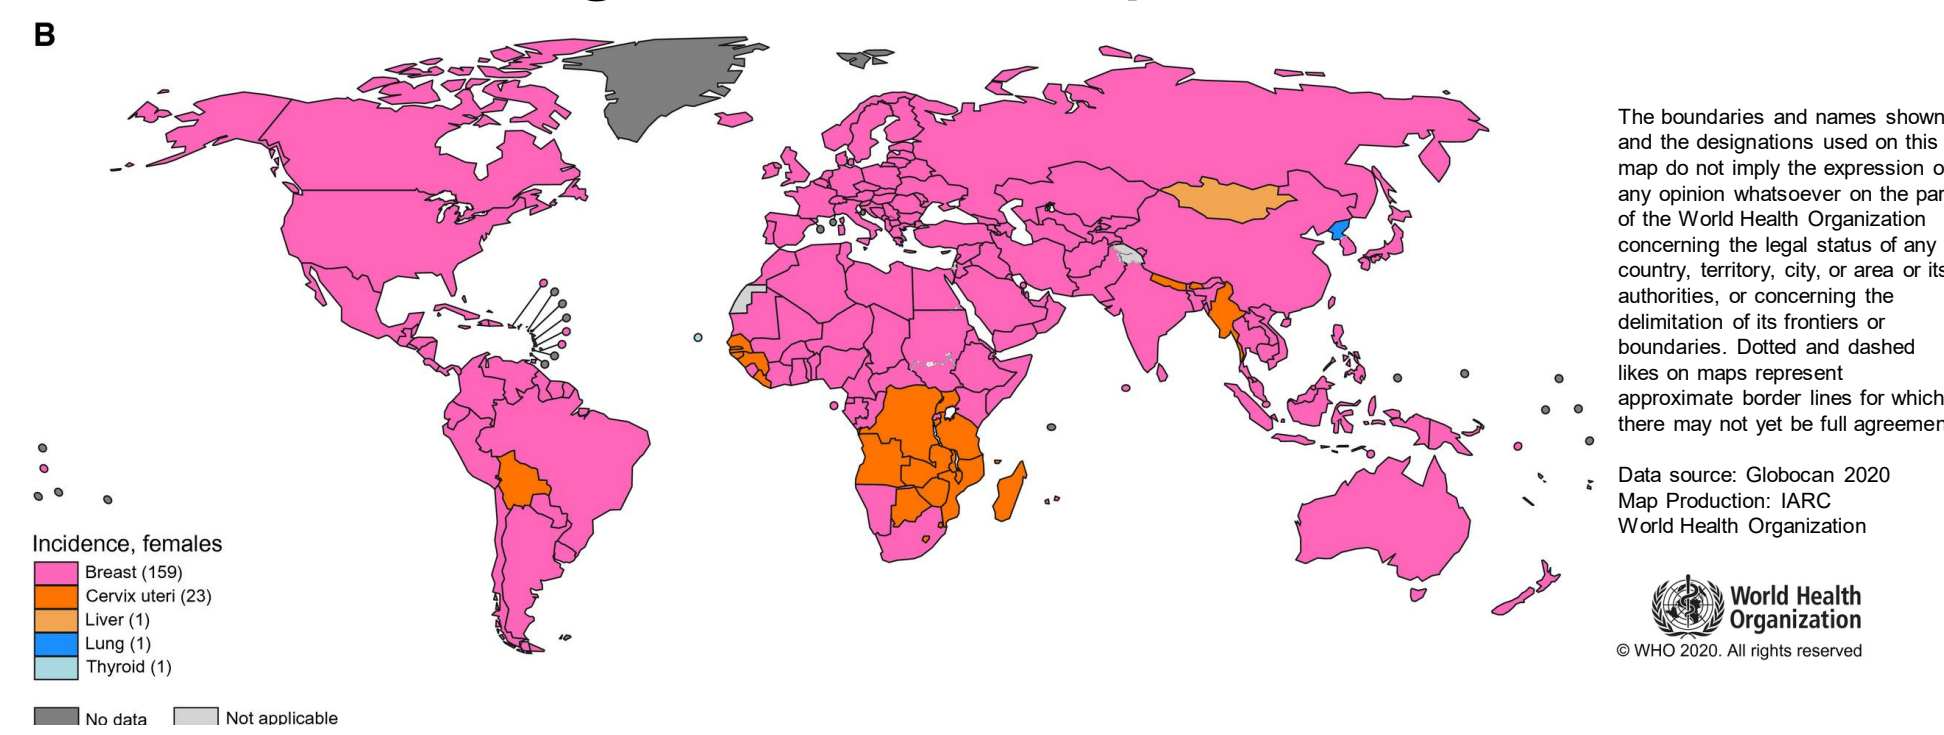 B
The boundaries and names shown
and the designations used on this
map do not imply the expression o
any opinion whatsoever on the par
of the World Health Organization
concerning the legal status of any
country, territory, city, or area or its
authorities, or concerning the
delimitation of its frontiers or
boundaries. Dotted and dashed
likes on maps represent
approximate border lines for which
there may not yet be full agreemen
Data source: Globocan 2020
Map Production: IARC
World Health Organization
Incidence, females
Breast (159)
Cervix uteri (23)
Liver (1)
Lung (1)
Thyroid (1)
No data
Not applicable
World Health
Organization
© WHO 2020. All rights reserved